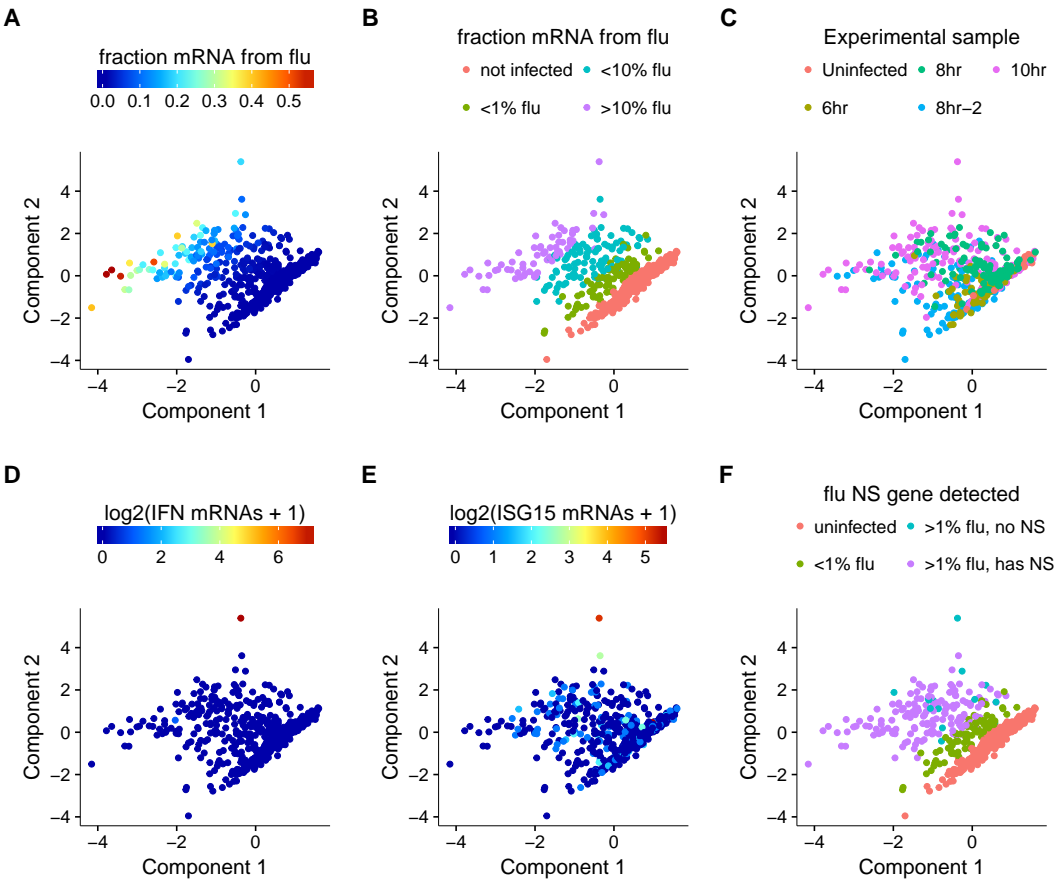 A
fraction mRNA from flu
0.0 0.1 0.2 0.3 0.4 0.5
4
2
0
−2
−4
Component 2
−4 −2 0
Component 1
B
fraction mRNA from flu
not infected <10% flu
<1% flu >10% flu
4
2
0
−2
−4
Component 2
−4 −2 0
Component 1
C
Experimental sample
Uninfected 8hr 10hr
6hr 8hr−2
4
2
0
−2
−4
Component 2
−4 −2 0
Component 1
D
log2(IFN mRNAs + 1)
0 2 4 6
4
2
0
−2
−4
Component 2
−4 −2 0
Component 1
E
log2(ISG15 mRNAs + 1)
0 1 2 3 4 5
4
2
0
−2
−4
Component 2
−4 −2 0
Component 1
F
flu NS gene detected
uninfected >1% flu, no NS
<1% flu >1% flu, has NS
4
2
0
−2
−4
Component 2
−4 −2 0
Component 1